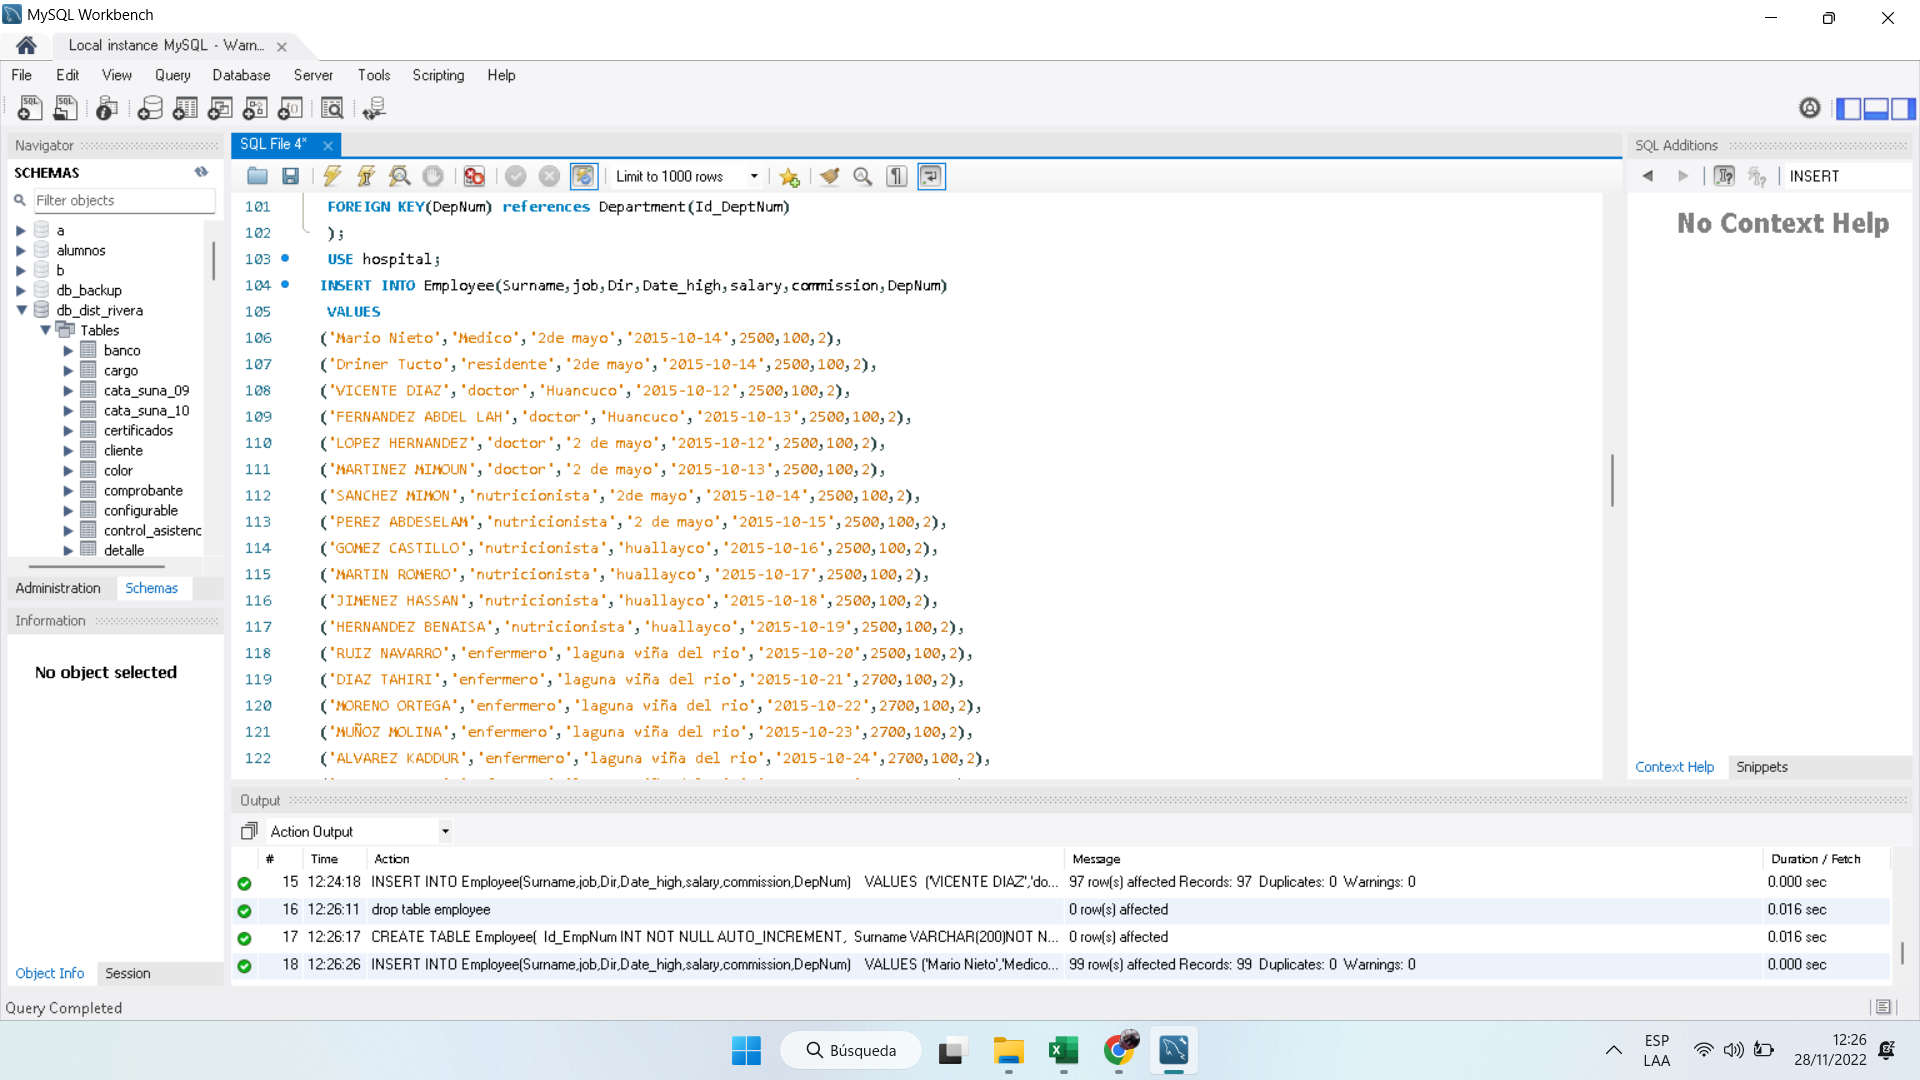 MySQL Workbench
Local instance MySQL - Warn...
File Edit View Query Database Server Tools Scripting Help
Navigator
SCHEMAS
Filter objects
a
alumnos
b
db_backup
db_dist_rivera
Tables
banco
cargo
cata_suna_09
cata_suna_10
certificados
cliente
color
comprobante
configurable
control_asistenc
detalle
Administration Schemas
Information
No object selected
Object Info Session
SQL File 4*
Limit to 1000 rows
101 FOREIGN KEY(DepNum) references Department(Id_DeptNum)
102 );
103 USE hospital;
104 INSERT INTO Employee(Surname,job,Dir,Date_high,salary,commission,DepNum)
105 VALUES
106 ('Mario Nieto','Medico','2de mayo','2015-10-14',2500,100,2),
107 ('Driner Tucto','residente','2de mayo','2015-10-14',2500,100,2),
108 ('VICENTE DIAZ','doctor','Huancuco','2015-10-12',2500,100,2),
109 ('FERNANDEZ ABDEL LAH','doctor','Huancuco','2015-10-13',2500,100,2),
110 ('LOPEZ HERNANDEZ','doctor','2 de mayo','2015-10-12',2500,100,2),
111 ('MARTINEZ MIMOUN','doctor','2 de mayo','2015-10-13',2500,100,2),
112 ('SANCHEZ MIMON','nutricionista','2de mayo','2015-10-14',2500,100,2),
113 ('PEREZ ABDESELAM','nutricionista','2 de mayo','2015-10-15',2500,100,2),
114 ('GOMEZ CASTILLO','nutricionista','huallayco','2015-10-16',2500,100,2),
115 ('MARTIN ROMERO','nutricionista','huallayco','2015-10-17',2500,100,2),
116 ('JIMENEZ HASSAN','nutricionista','huallayco','2015-10-18',2500,100,2),
117 ('HERNANDEZ BENAISA','nutricionista','huallayco','2015-10-19',2500,100,2),
118 ('RUIZ NAVARRO','enfermero','laguna viña del rio','2015-10-20',2500,100,2),
119 ('DIAZ TAHIRI','enfermero','laguna viña del rio','2015-10-21',2700,100,2),
120 ('MORENO ORTEGA','enfermero','laguna viña del rio','2015-10-22',2700,100,2),
121 ('MUÑOZ MOLINA','enfermero','laguna viña del rio','2015-10-23',2700,100,2),
122 ('ALVAREZ KADDUR','enfermero','laguna viña del rio','2015-10-24',2700,100,2),
SQL Additions
INSERT
No Context Help
Context Help Snippets
Output
Action Output
# Time Action Message Duration / Fetch
15 12:24:18 INSERT INTO Employee(Surname,job,Dir,Date_high,salary,commission,DepNum) VALUES ('VICENTE DIAZ','do... 97 row(s) affected Records: 97 Duplicates: 0 Warnings: 0 0.000 sec
16 12:26:11 drop table employee 0 row(s) affected 0.016 sec
17 12:26:17 CREATE TABLE Employee( Id_EmpNum INT NOT NULL AUTO_INCREMENT, Surname VARCHAR(200)NOT N... 0 row(s) affected 0.016 sec
18 12:26:26 INSERT INTO Employee(Surname,job,Dir,Date_high,salary,commission,DepNum) VALUES ('Mario Nieto','Medico... 99 row(s) affected Records: 99 Duplicates: 0 Warnings: 0 0.000 sec
Query Completed
Búsqueda
ESP
LAA
12:26
28/11/2022